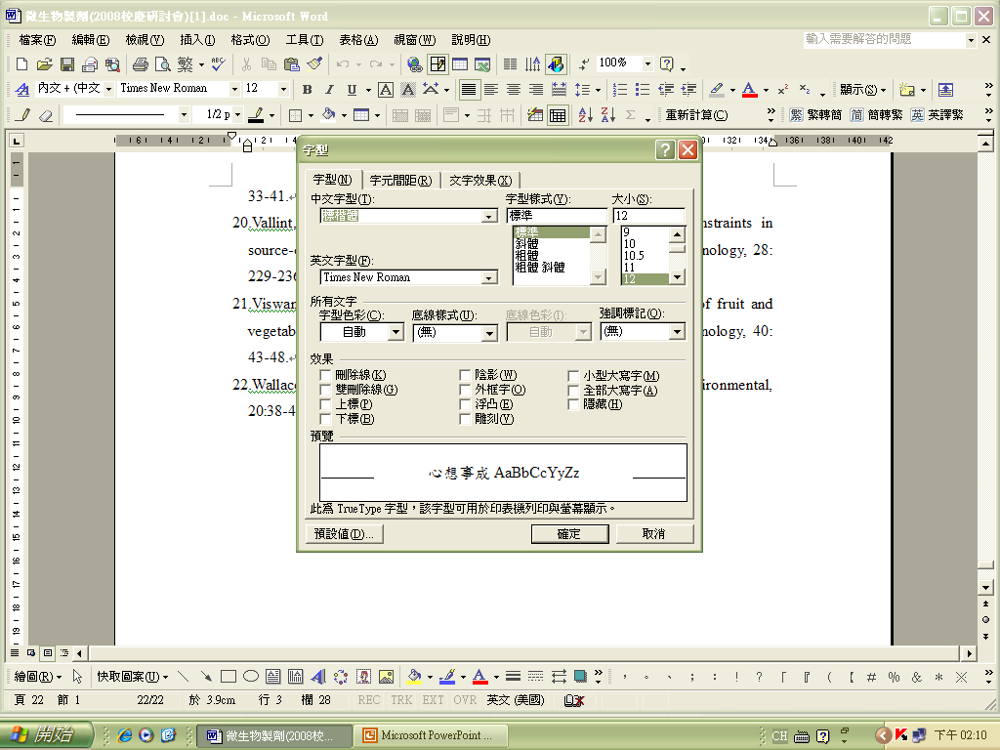 微生物製劑(2008校慶研討會)[1].doc - Microsoft Word
檔案(F) 編輯(E) 檢視(V) 插入(I) 格式(O) 工具(T) 表格(A) 視窗(W) 說明(H) 輸入需要解答的問題
繁 ABC 100%
內文 + (中文 Times New Roman 12 B I U A A 顯示(S)
1/2 p 重新計算(C) 繁 繁轉簡 簡 簡轉繁 英 英譯繁
33-41.
20.Vallint, nstraints in
source- nology, 28:
229-236
21.Viswan f fruit and
vegetab nology, 40:
43-48.
22.Wallace ironmental,
20:38-4
字型
字型(N) 字元間距(R) 文字效果(X)
中文字型(T): 字型樣式(Y): 大小(S):
標楷體 標準 12
標準 9
斜體 10
粗體 10.5
粗體 斜體 11
12
英文字型(F):
Times New Roman
所有文字
字型色彩(C): 底線樣式(U): 底線色彩(I): 強調標記(O):
自動 (無) 自動 (無)
效果
刪除線(K) 陰影(W) 小型大寫字(M)
雙刪除線(G) 外框字(O) 全部大寫字(A)
上標(P) 浮凸(E) 隱藏(H)
下標(B) 雕刻(V)
預覽
心想事成 AaBbCcYyZz
此為 TrueType 字型，該字型可用於印表機列印與螢幕顯示。
預設值(D)... 確定 取消
繪圖(R) 快取圖案(U) ， 。 、 ； ： ！ ？ 「 『 （ 【 # % & * ×
頁 22 節 1 22/22 於 3.9cm 行 3 欄 28 REC TRK EXT OVR 英文 (美國)
開始 微生物製劑(2008校... Microsoft PowerPoint ... CH 下午 02:10